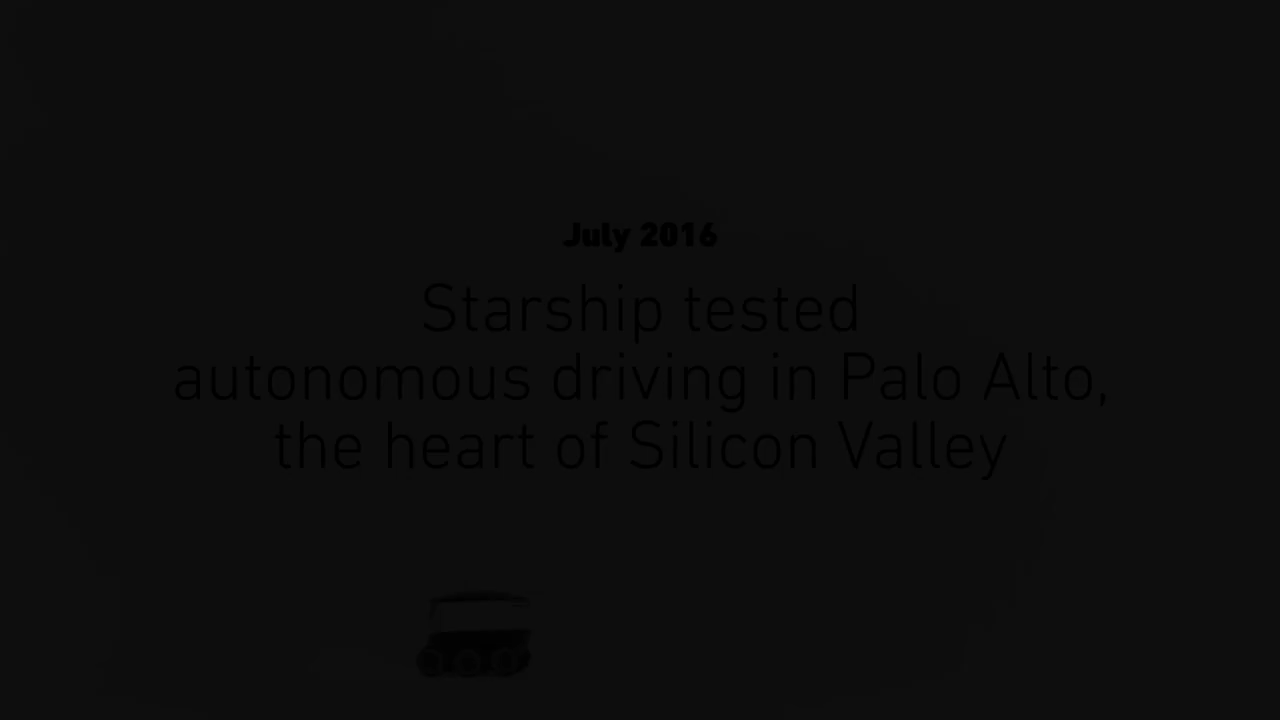 July 2016
Starship tested
autonomous driving in Palo Alto,
the heart of Silicon Valley